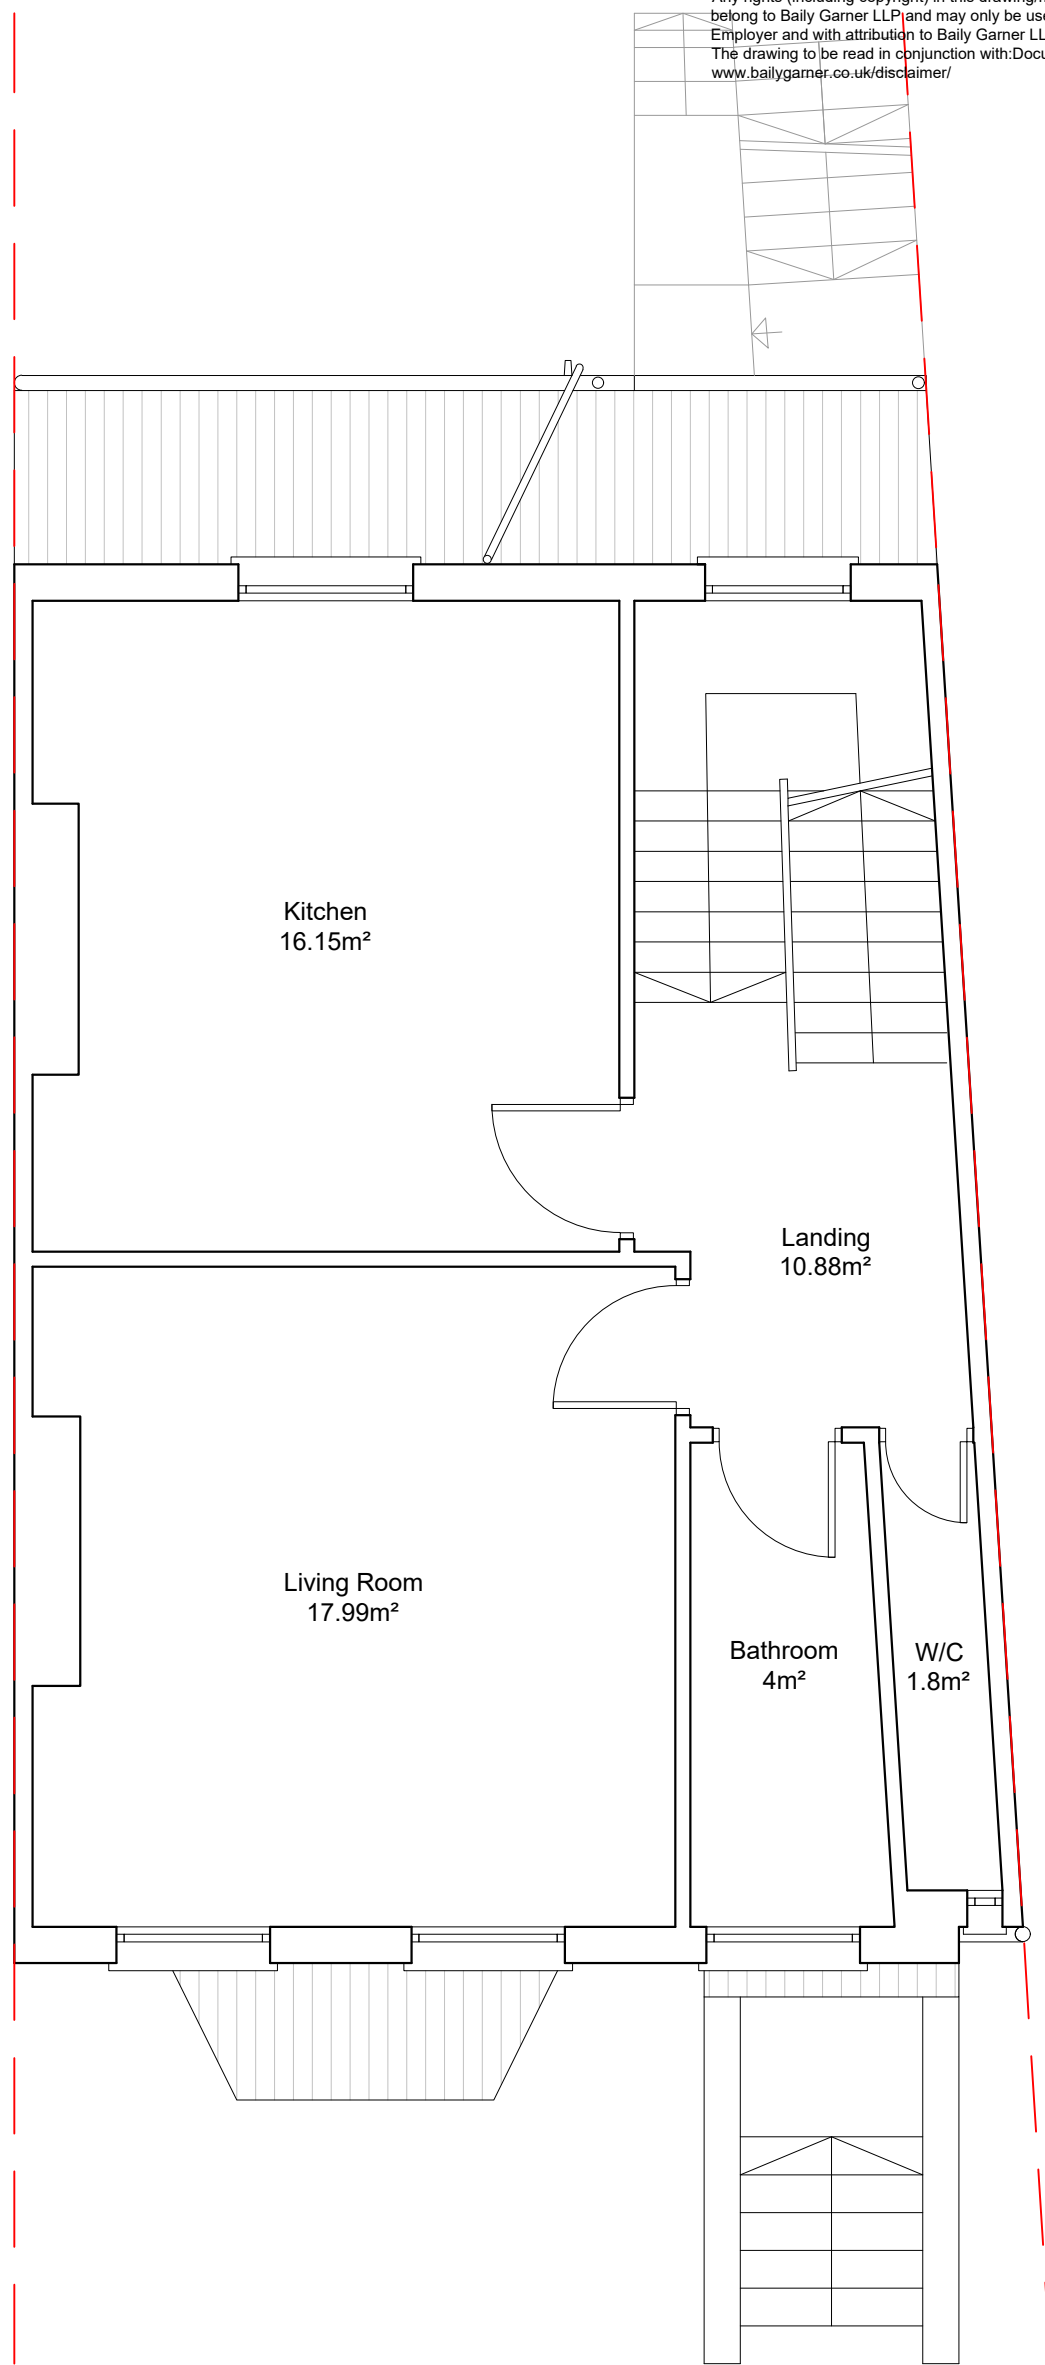 belong to Baily Garner LLP and may only be use
Employer and with attribution to Baily Garner LL
The drawing to be read in conjunction with:Docu
www.bailygarner.co.uk/disclaimer/
Kitchen
16.15m²
Landing
10.88m²
Living Room
17.99m²
Bathroom
4m²
W/C
1.8m²